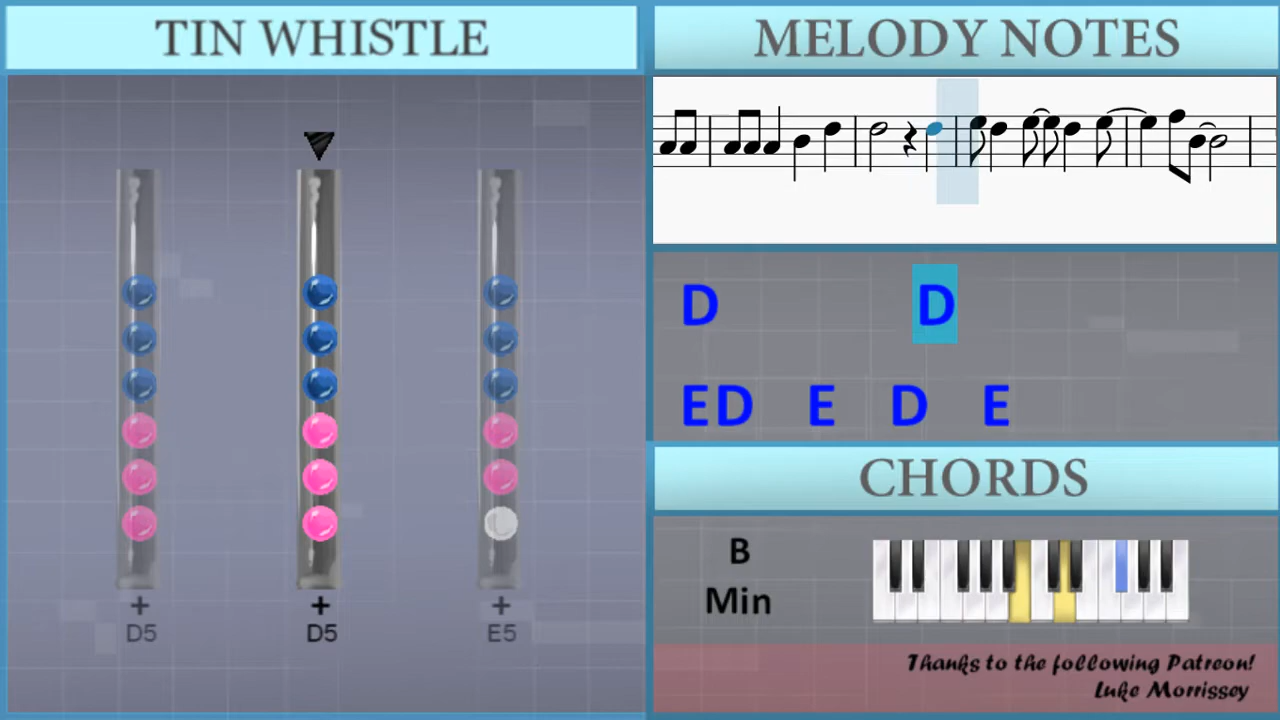 TIN WHISTLE
+ + +
D5 D5 E5
MELODY NOTES
D D
ED E D E
CHORDS
B
Min
Thanks to the following Patreon!
Luke Morrissey